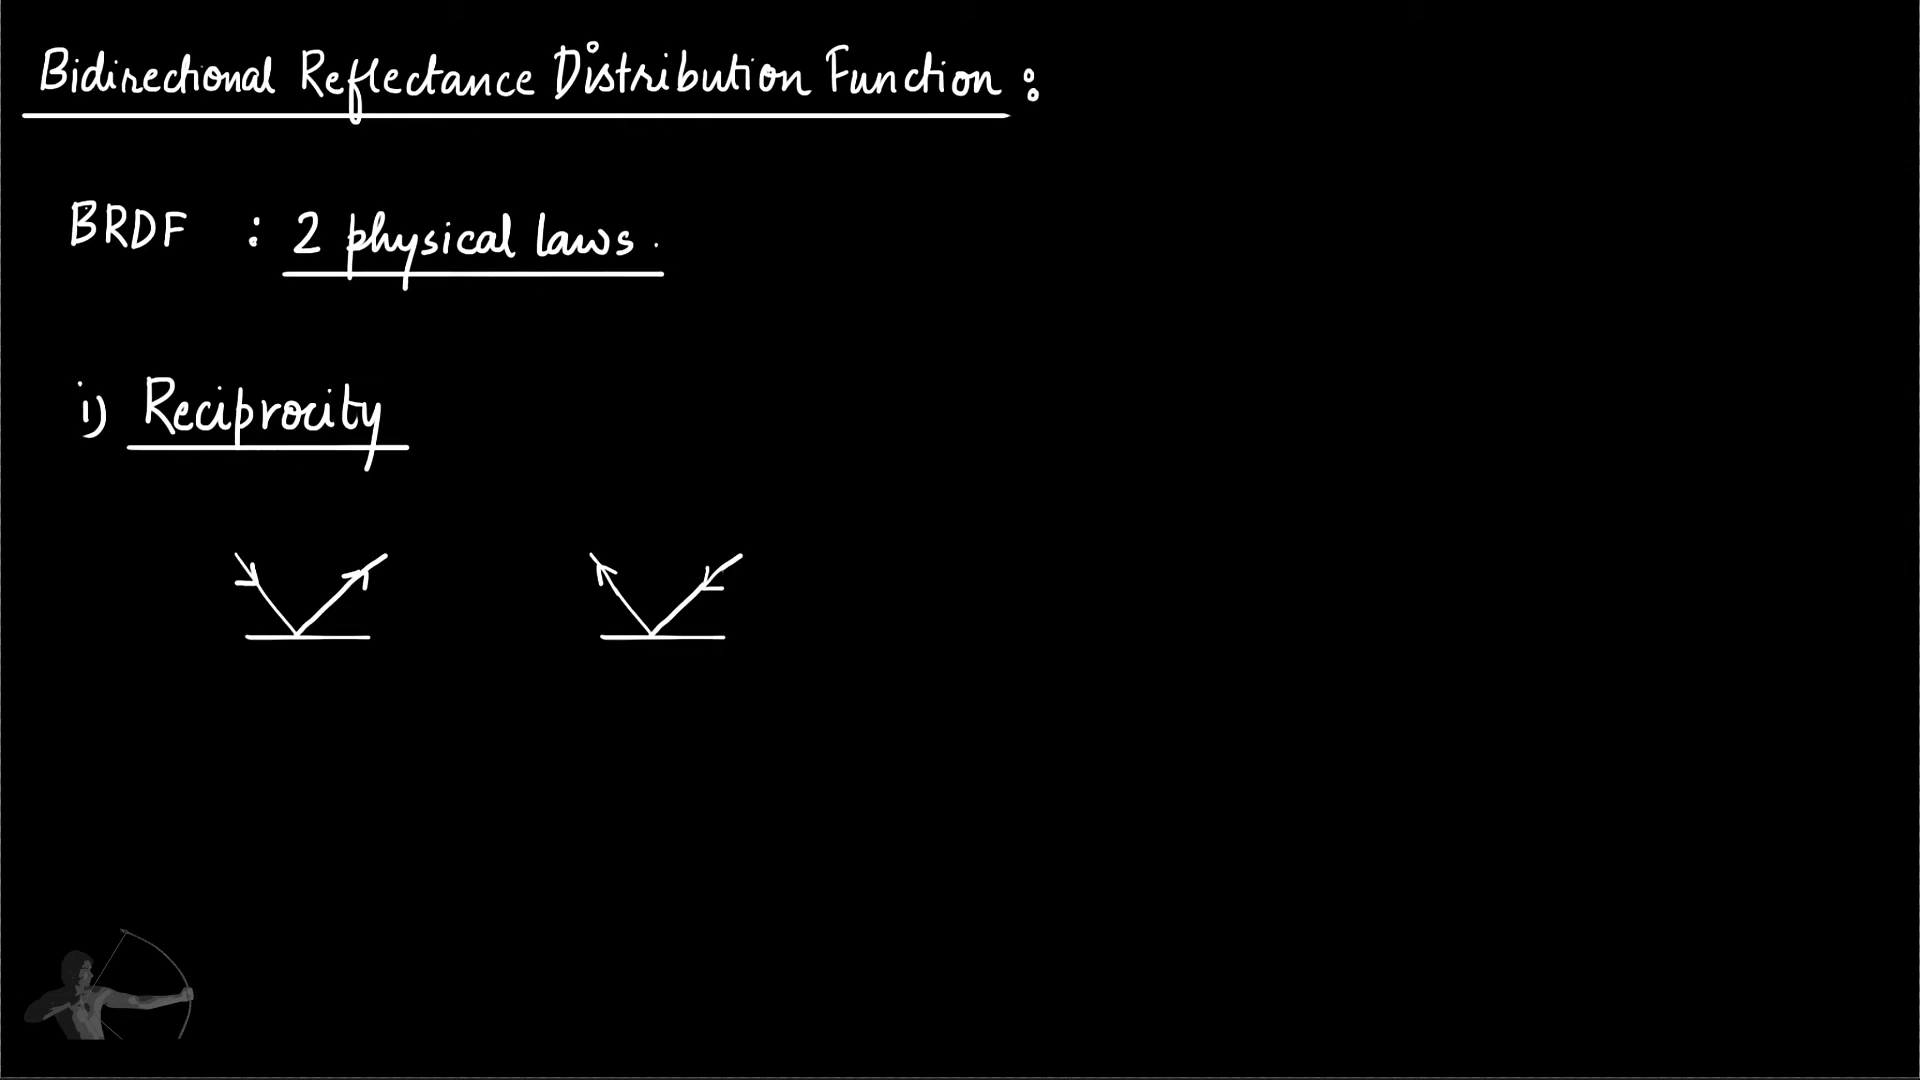 Bidirectional Reflectance Distribution Function :
BRDF : 2 physical laws.
i) Reciprocity